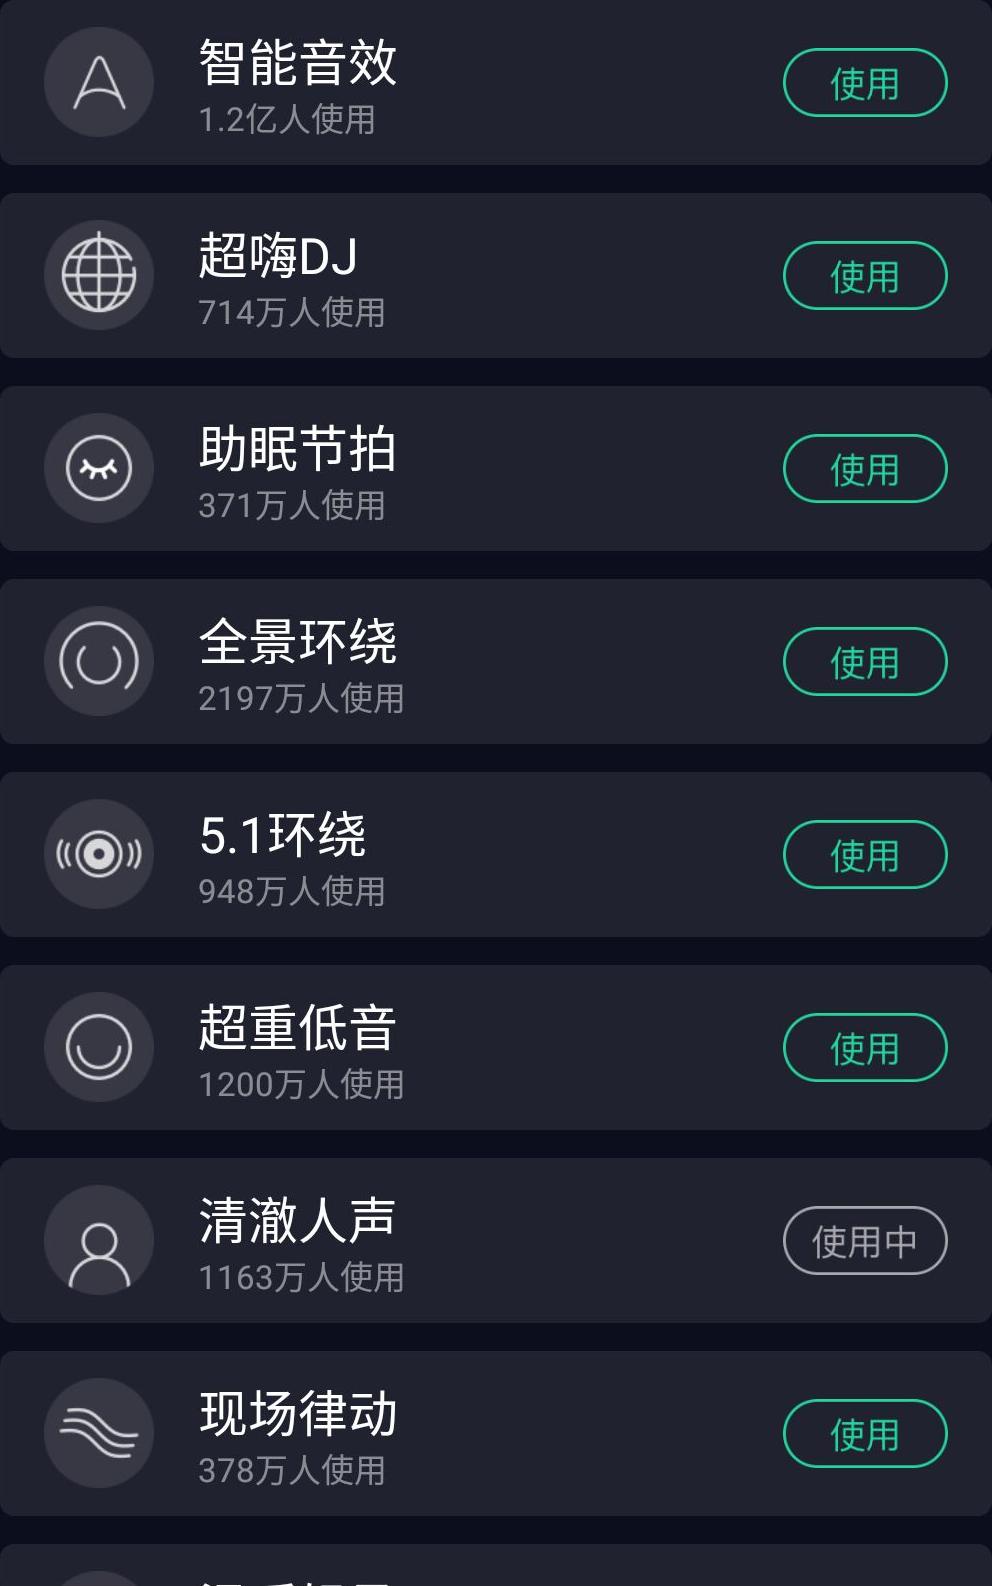 智能音效
1.2亿人使用
使用
超嗨DJ
714万人使用
使用
助眠节拍
371万人使用
使用
全景环绕
2197万人使用
使用
5.1环绕
948万人使用
使用
超重低音
1200万人使用
使用
清澈人声
1163万人使用
使用中
现场律动
378万人使用
使用